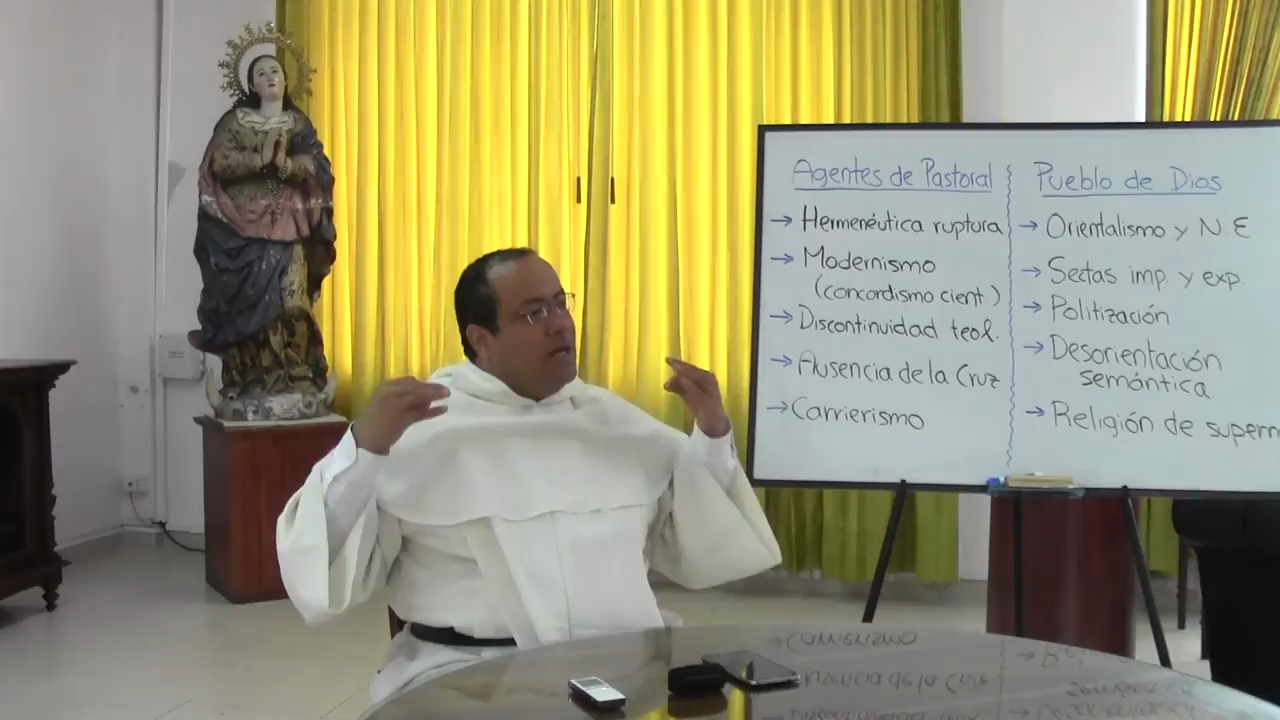 Agentes de Pastoral
→ Hermenéutica ruptura
→ Modernismo
(concordismo cient.)
→ Discontinuidad teol.
→ Ausencia de la Cruz
→ Carrierismo
Pueblo de Dios
→ Orientalismo y N.E
→ Sectas imp. y exp.
→ Politización
→ Desorientación
semántica
→ Religión de superm